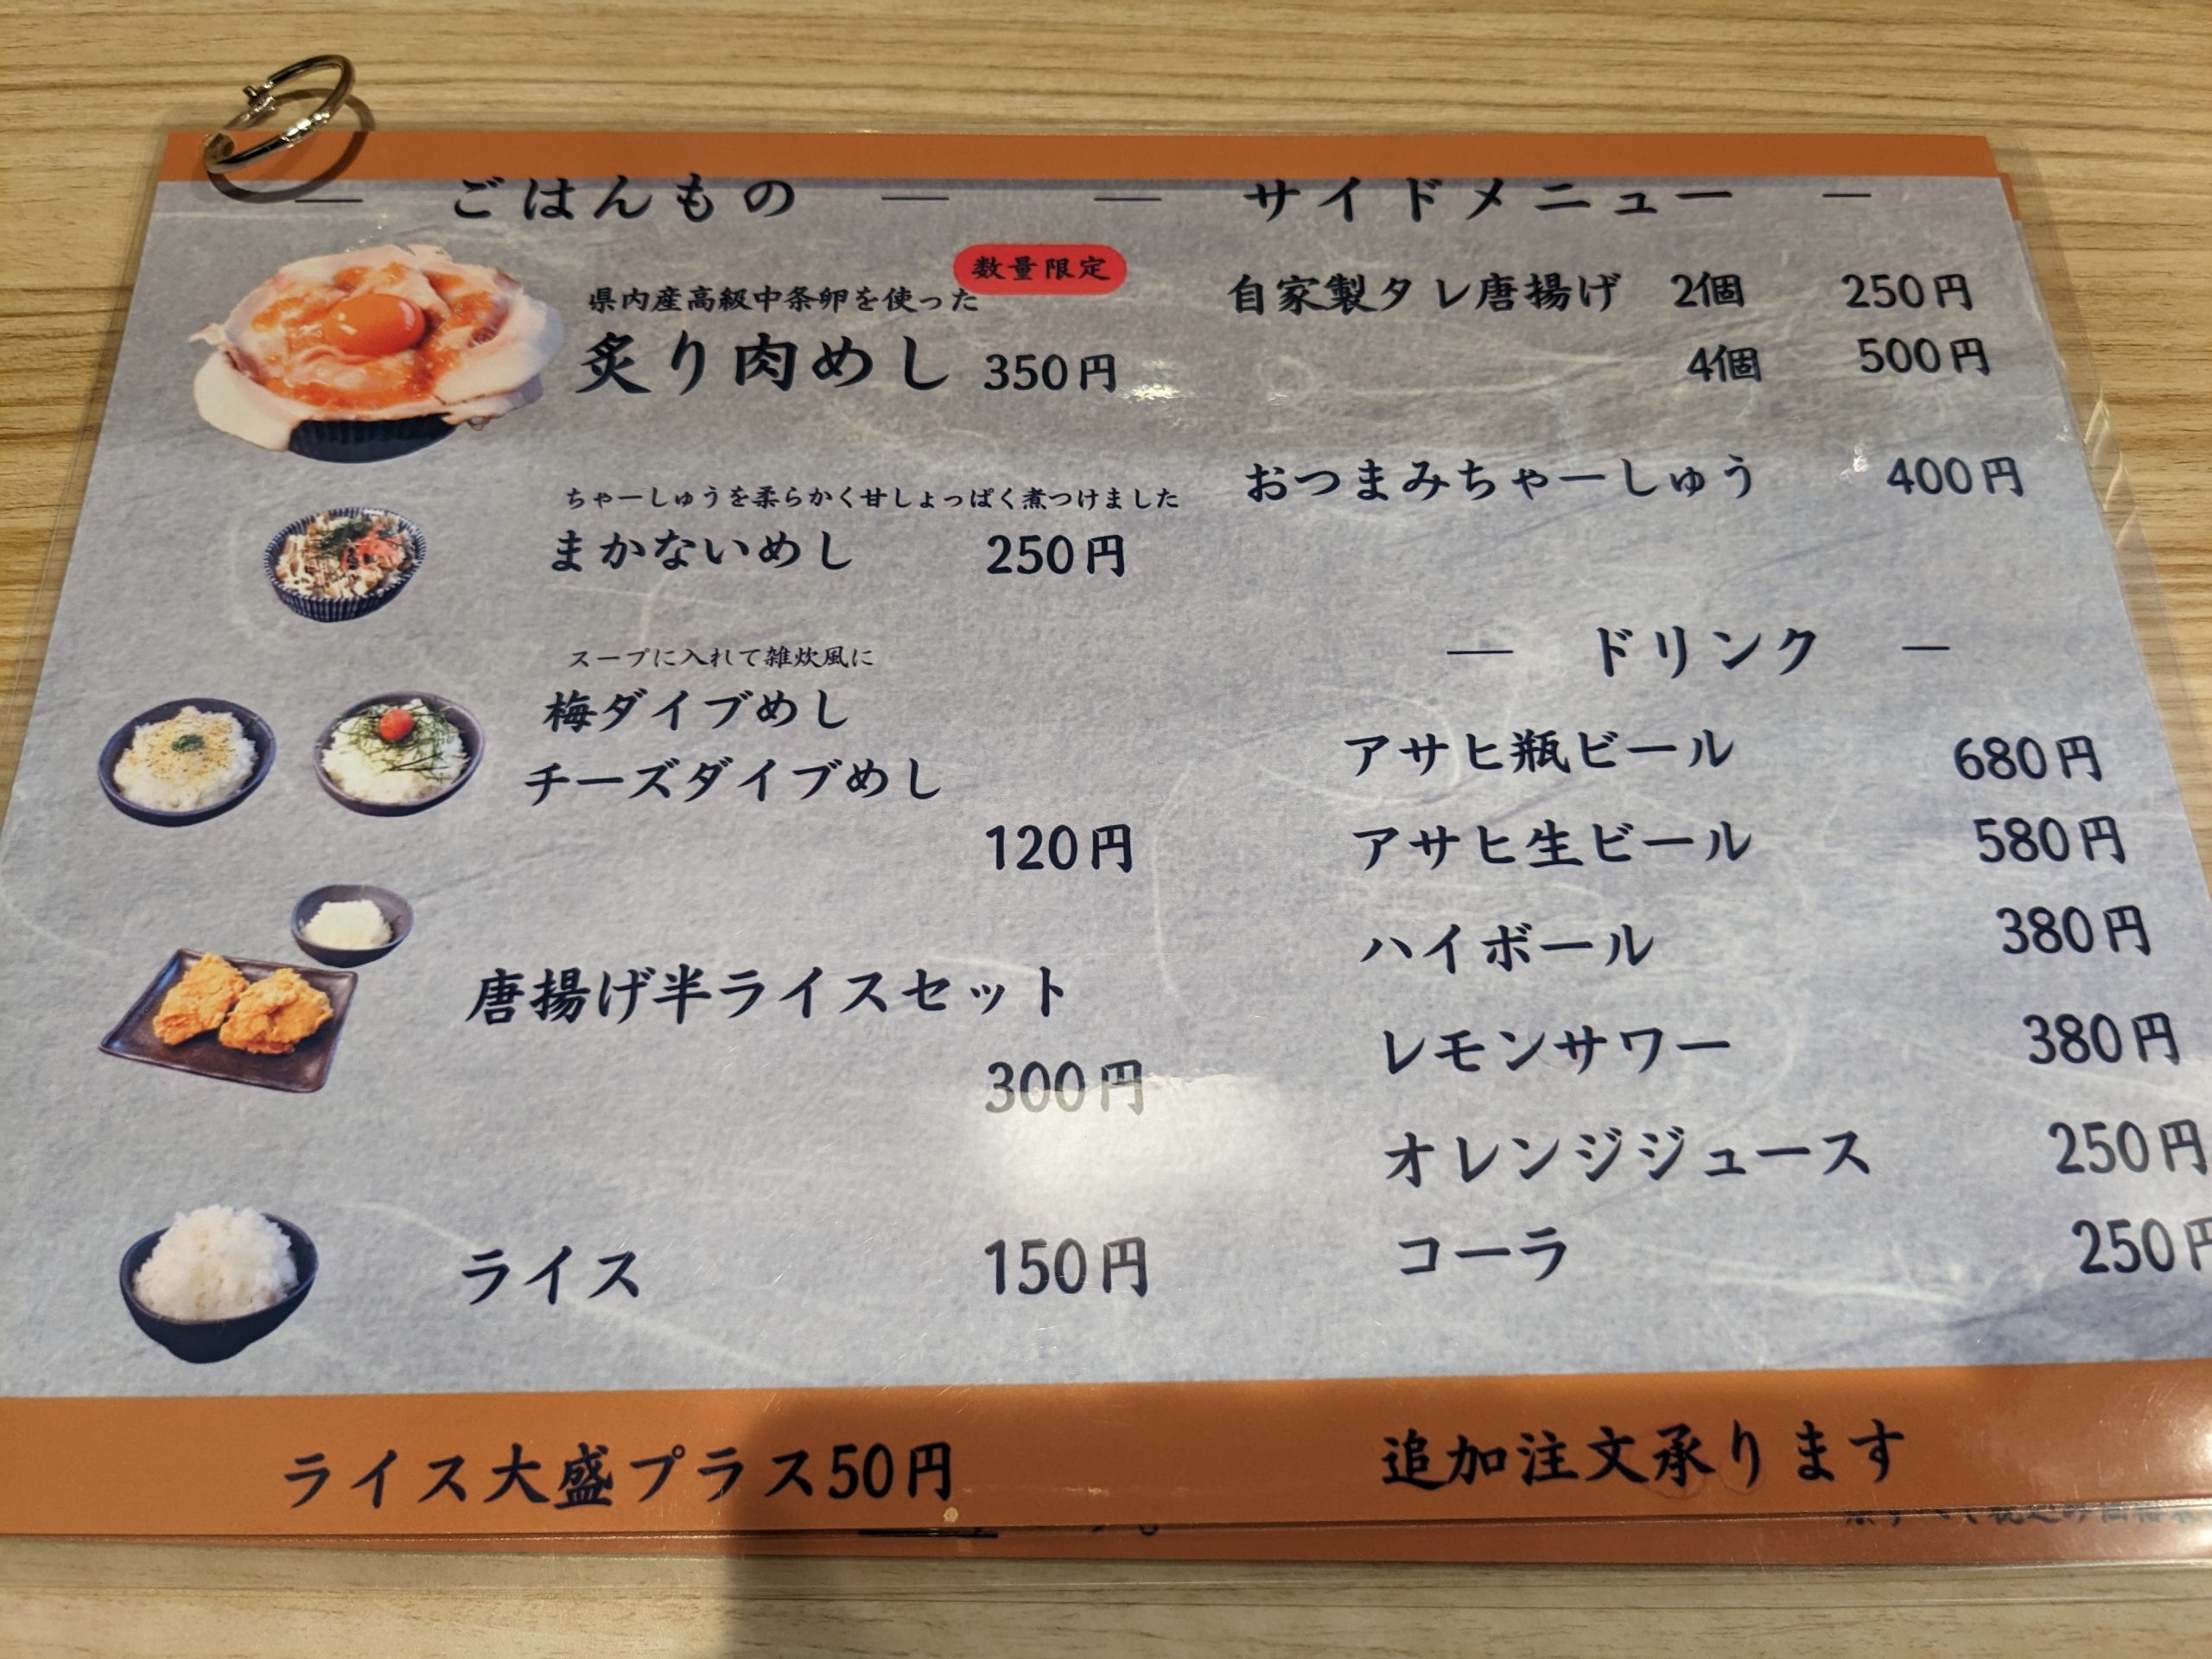 ごはんもの
数量限定
県内産高級中条卵を使った
炙り肉めし 350円
ちゃーしゅうを柔らかく甘しょっぱく煮つけました
まかないめし 250円
スープに入れて雑炊風に
梅ダイブめし
チーズダイブめし
120円
唐揚げ半ライスセット
300円
ライス 150円
サイドメニュー
自家製タレ唐揚げ 2個 250円
4個 500円
おつまみちゃーしゅう 400円
ドリンク
アサヒ瓶ビール 680円
アサヒ生ビール 580円
ハイボール 380円
レモンサワー 380円
オレンジジュース 250円
コーラ 250円
ライス大盛プラス50円
追加注文承ります